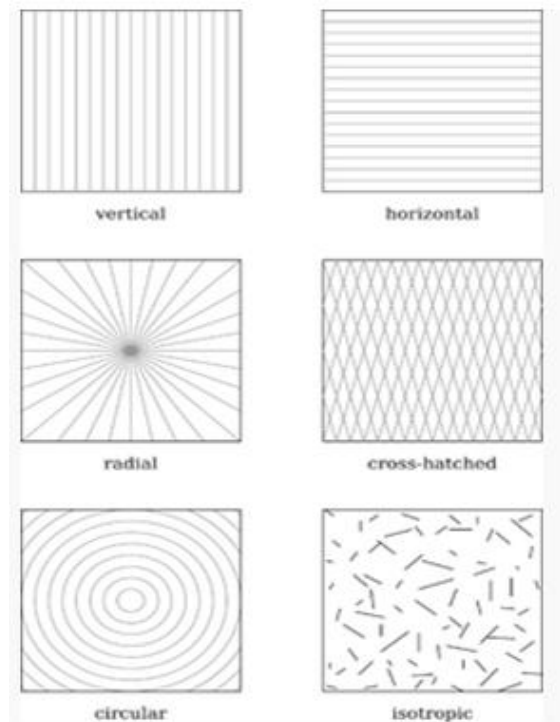 vertical
horizontal
radial
cross-hatched
circular
isotropic